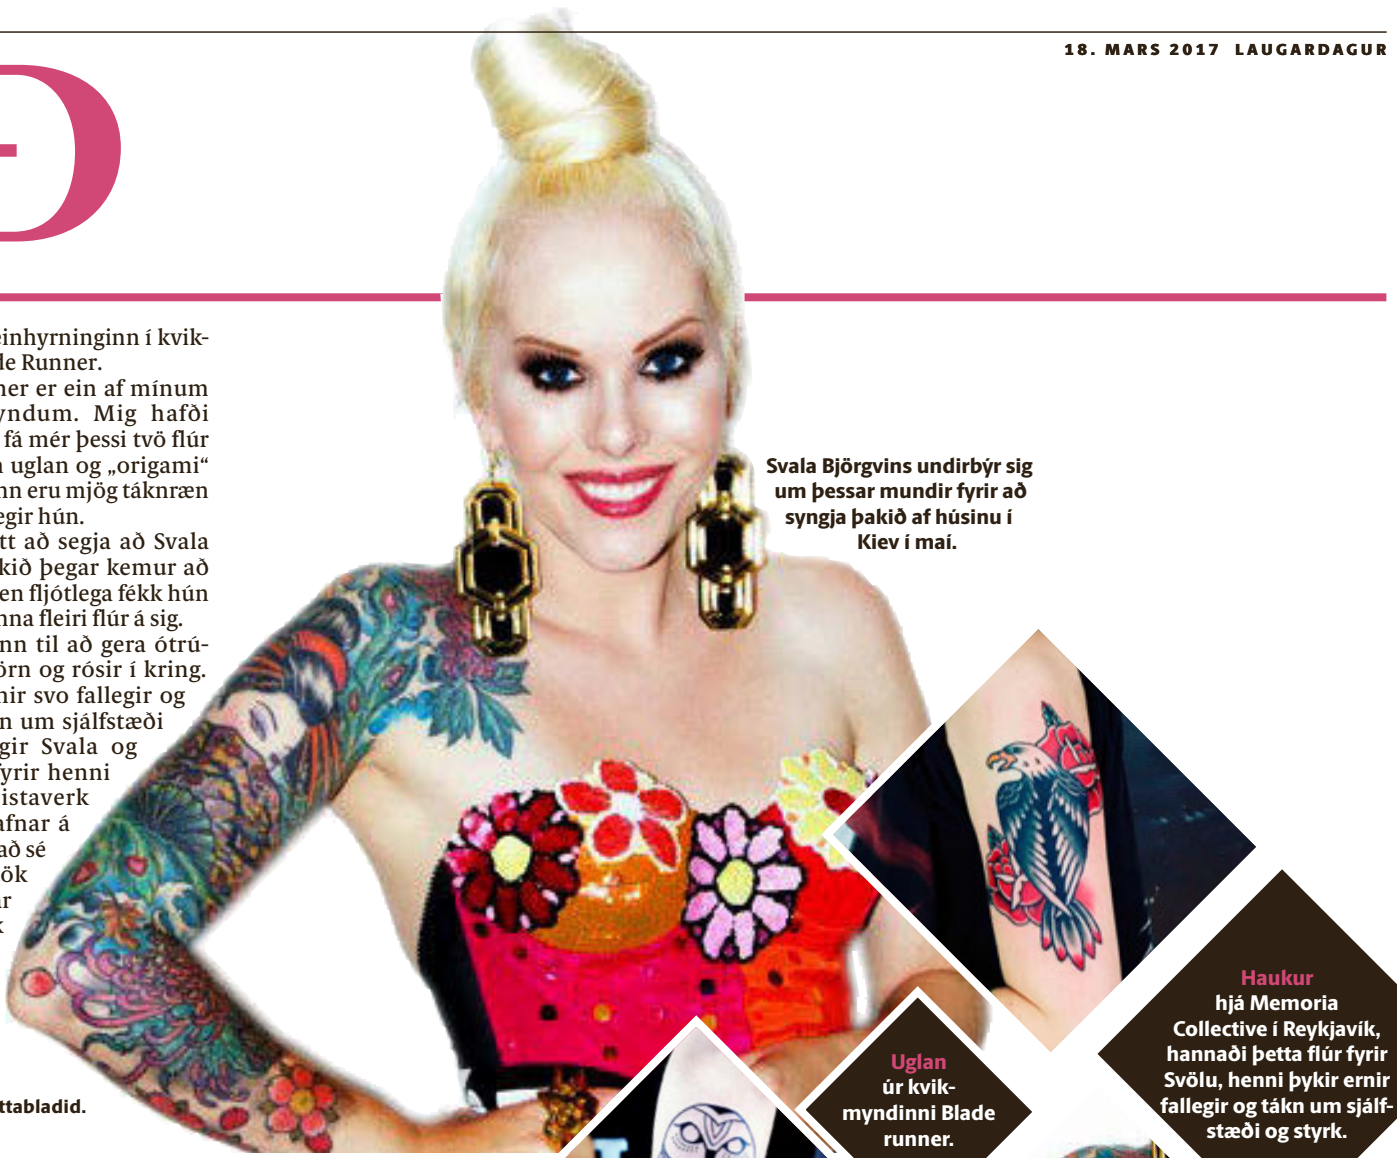 18. MARS 2017 LAUGARDAGUR
Ð
einhyrninginn í kvik-
de Runner.
ner er ein af mínum
yndum. Mig hafði
fá mér þessi tvö flúr
uglan og „origami“
nn eru mjög táknræn
egir hún.
tt að segja að Svala
kið þegar kemur að
en fljótlega fékk hún
nna fleiri flúr á sig.
nn til að gera ótrú-
örn og rósir í kring.
nir svo fallegir og
n um sjálfstæði
gir Svala og
fyrir henni
istaverk
afnar á
að sé
ök
ar
k
ttabladid.
Svala Björgvins undirbýr sig
um þessar mundir fyrir að
syngja þakið af húsinu í
Kiev í maí.
Uglan
úr kvik-
myndinni Blade
runner.
Haukur
hjá Memoria
Collective í Reykjavík,
hannaði þetta flúr fyrir
Svölu, henni þykir ernir
fallegir og tákn um sjálf-
stæði og styrk.